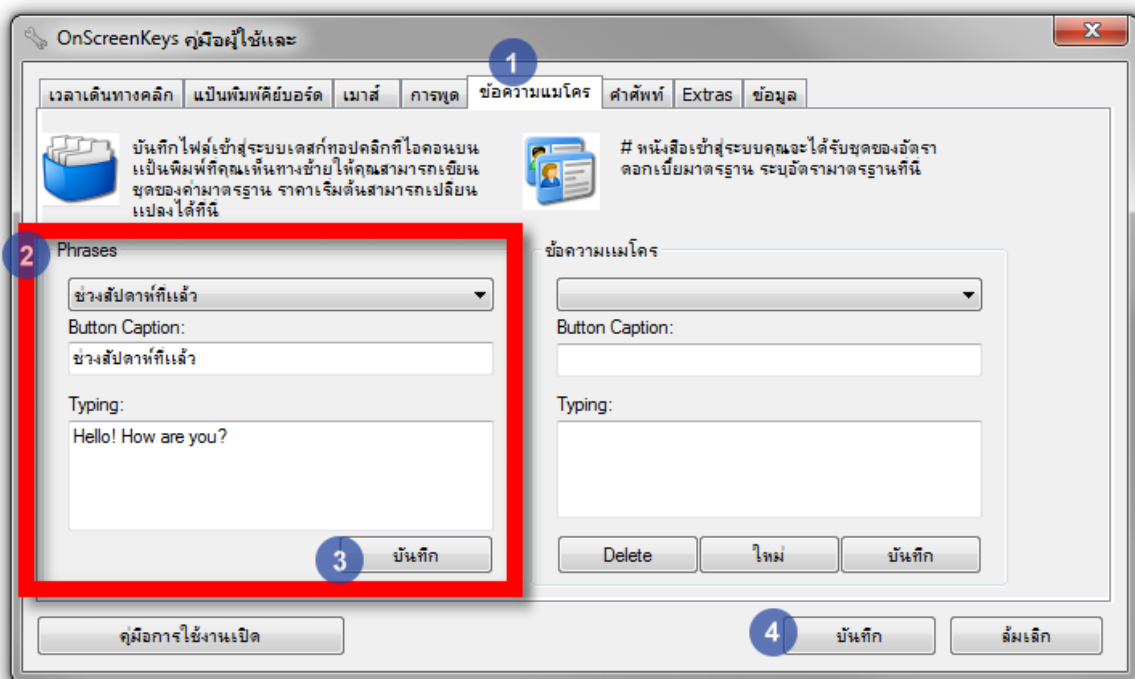 OnScreenKeys คู่มือผู้ใช้และ
1
เวลาเดินทางคลิก แป้นพิมพ์คีย์บอร์ด เมาส์ การพูด ข้อความแมโคร คำศัพท์ Extras ข้อมูล
บันทึกไฟล์เข้าสู่ระบบเดสก์ทอปคลิกที่ไอคอนบน
แป้นพิมพ์ที่คุณเห็นทางซ้ายให้คุณสามารถเขียน
ชุดของค่ามาตรฐาน ราคาเริ่มต้นสามารถเปลี่ยน
แปลงได้ที่นี่
# หนังสือเข้าสู่ระบบคุณจะได้รับชุดของอัตรา
ดอกเบี้ยมาตรฐาน ระบุอัตรามาตรฐานที่นี่
2
Phrases
ช่วงสัปดาห์ที่แล้ว
Button Caption:
ช่วงสัปดาห์ที่แล้ว
Typing:
Hello! How are you?
3
บันทึก
ข้อความแมโคร
Button Caption:
Typing:
Delete ใหม่ บันทึก
คู่มือการใช้งานเปิด
4
บันทึก
ล้มเลิก